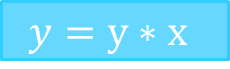 y = y * x